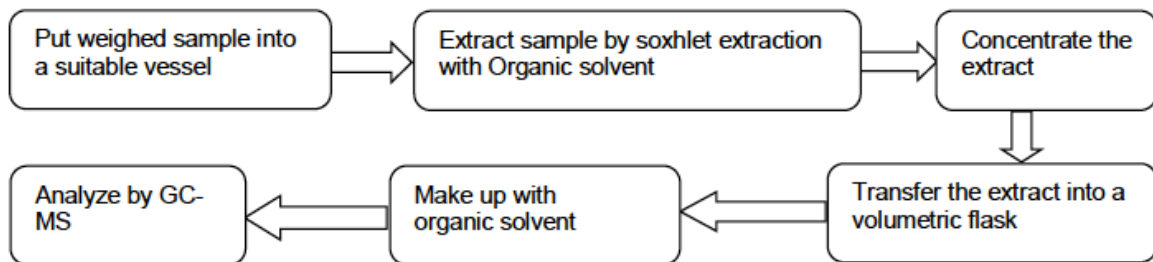 Put weighed sample into
a suitable vessel
Extract sample by soxhlet extraction
with Organic solvent
Concentrate the
extract
Transfer the extract into a
volumetric flask
Make up with
organic solvent
Analyze by GC-
MS